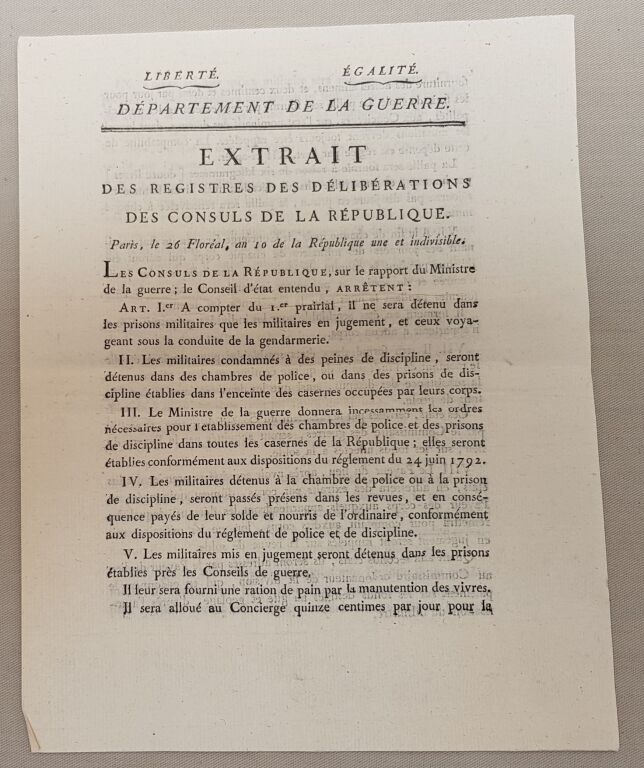 LIBERTÉ. ÉGALITÉ.
DÉPARTEMENT DE LA GUERRE.
EXTRAIT
DES REGISTRES DES DÉLIBÉRATIONS
DES CONSULS DE LA RÉPUBLIQUE.
Paris, le 26 Floréal, an 10 de la République une et indivisible.
LES CONSULS DE LA RÉPUBLIQUE, sur le rapport du Ministre
de la guerre; le Conseil d'état entendu, ARRÊTENT:
ART. I.er A compter du 1.er prairial, il ne sera détenu dans
les prisons militaires que les militaires en jugement, et ceux voya-
geant sous la conduite de la gendarmerie.
II. Les militaires condamnés à des peines de discipline, seront
détenus dans des chambres de police, ou dans des prisons de dis-
cipline établies dans l'enceinte des casernes occupées par leurs corps.
III. Le Ministre de la guerre donnera incessamment les ordres
nécessaires pour l'etablissement des chambres de police et des prisons
de discipline dans toutes les casernes de la République; elles seront
établies conformément aux dispositions du réglement du 24 juin 1792.
IV. Les militaires détenus à la chambre de police ou à la prison
de discipline, seront passés présens dans les revues, et en consé-
quence payés de leur solde et nourris de l'ordinaire, conformément
aux dispositions du réglement de police et de discipline.
V. Les militaires mis en jugement seront détenus dans les prisons
établies près les Conseils de guerre.
Il leur sera fourni une ration de pain par la manutention des vivres.
Il sera alloué au Concierge quinze centimes par jour pour la